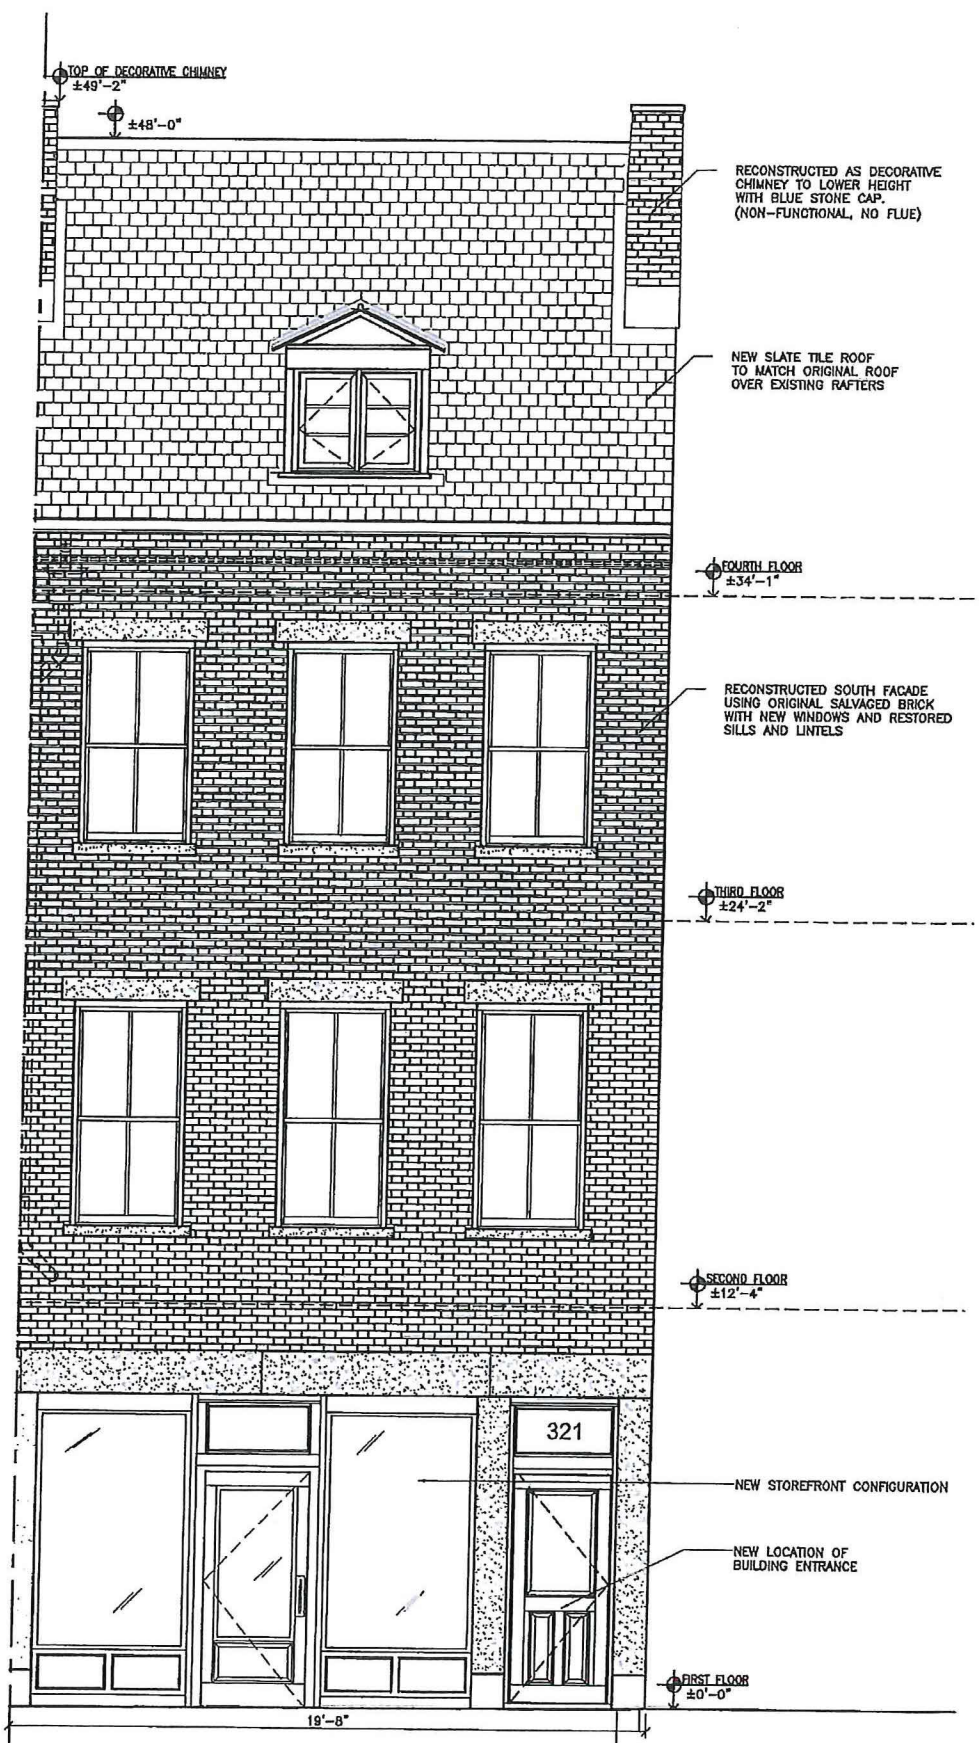 TOP OF DECORATIVE CHIMNEY
±49'-2"
±48'-0"
RECONSTRUCTED AS DECORATIVE
CHIMNEY TO LOWER HEIGHT
WITH BLUE STONE CAP.
(NON-FUNCTIONAL, NO FLUE)
NEW SLATE TILE ROOF
TO MATCH ORIGINAL ROOF
OVER EXISTING RAFTERS
FOURTH FLOOR
±34'-1"
RECONSTRUCTED SOUTH FACADE
USING ORIGINAL SALVAGED BRICK
WITH NEW WINDOWS AND RESTORED
SILLS AND LINTELS
THIRD FLOOR
±24'-2"
SECOND FLOOR
±12'-4"
321
NEW STOREFRONT CONFIGURATION
NEW LOCATION OF
BUILDING ENTRANCE
FIRST FLOOR
±0'-0"
19'-8"